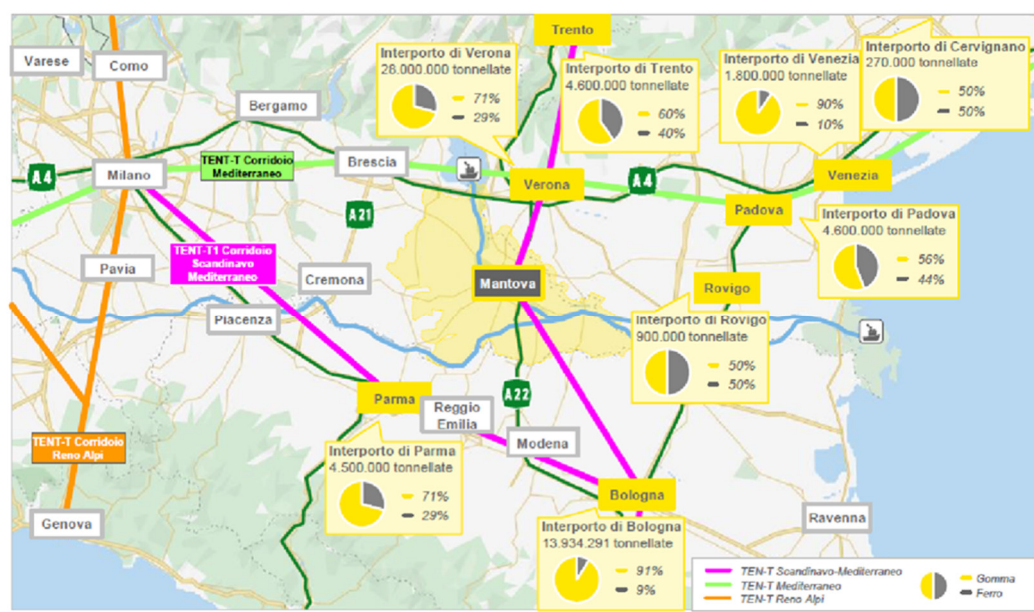 Trento
Interporto di Verona
28.000.000 tonnellate
71%
29%
Interporto di Trento
4.600.000 tonnellate
60%
40%
Interporto di Venezia
1.800.000 tonnellate
90%
10%
Interporto di Cervignano
270.000 tonnellate
50%
50%
Varese
Como
Bergamo
A 4
Milano
TENT-T Corridoio
Mediterraneo
Brescia
Verona
A 4
Venezia
Padova
A 21
Interporto di Padova
4.600.000 tonnellate
56%
44%
TENT-T1 Corridoio
Scandinavo
Mediterraneo
Pavia
Cremona
Mantova
Rovigo
Piacenza
Interporto di Rovigo
900.000 tonnellate
50%
50%
Parma
A 22
Reggio
Emilia
Modena
TENT-T Corridoio
Reno Alpi
Interporto di Parma
4.500.000 tonnellate
71%
29%
Bologna
Genova
Ravenna
Interporto di Bologna
13.934.291 tonnellate
91%
9%
TEN-T Scandinavo-Mediterraneo
TEN-T Mediterraneo
TEN-T Reno Alpi
Gomma
Ferro